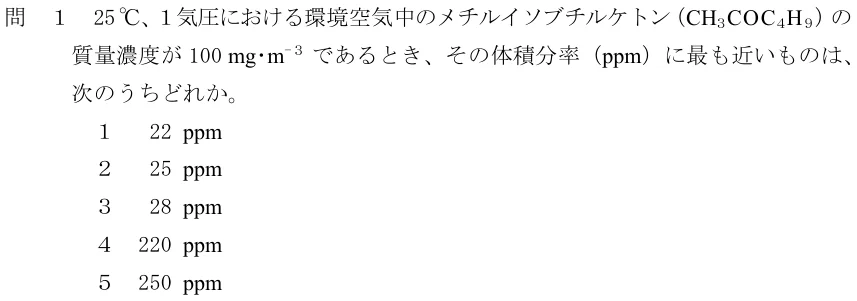 問 1 25℃、1気圧における環境空気中のメチルイソブチルケトン(CH₃COC₄H₉)の
質量濃度が 100 mg·m⁻³ であるとき、その体積分率(ppm)に最も近いものは、
次のうちどれか。
1 22 ppm
2 25 ppm
3 28 ppm
4 220 ppm
5 250 ppm